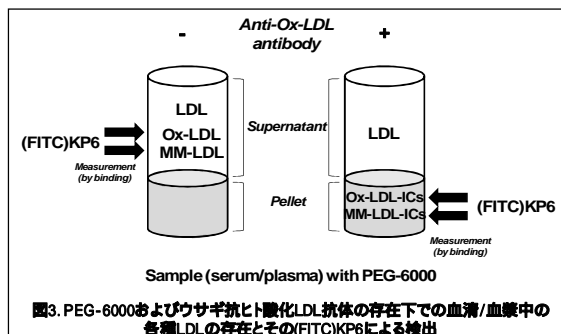 Anti-Ox-LDL
- antibody +
LDL
Ox-LDL
MM-LDL
(FITC)KP6
Measurement
(by binding)
Supernatant
LDL
Pellet
Ox-LDL-ICs
MM-LDL-ICs
(FITC)KP6
Measurement
(by binding)
Sample (serum/plasma) with PEG-6000
図3. PEG-6000およびウサギ抗ヒト酸化LDL抗体の存在下での血清/血漿中の
各種LDLの存在とその(FITC)KP6による検出